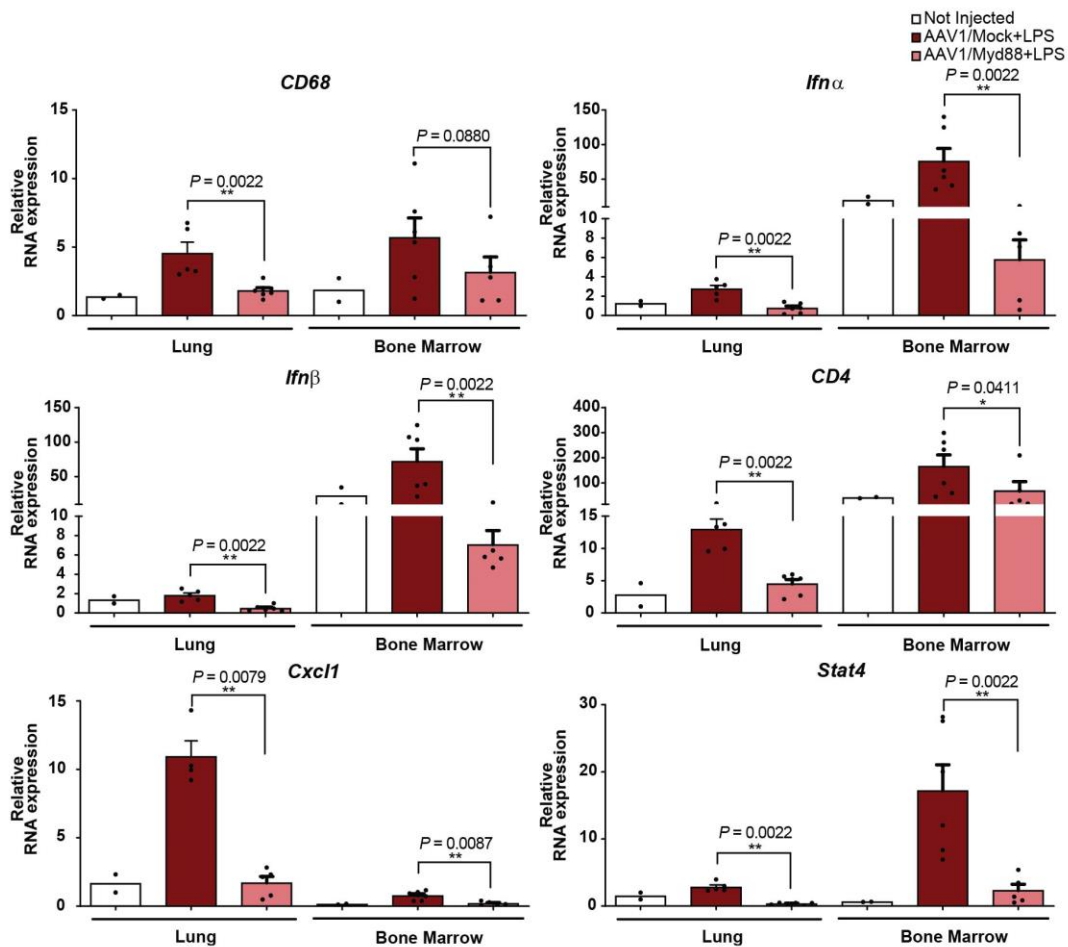 Not Injected
AAV1/Mock+LPS
AAV1/Myd88+LPS
CD68
Relative
RNA expression
15
10
5
0
P = 0.0022
**
P = 0.0880
Lung
Bone Marrow
Ifnα
Relative
RNA expression
150
100
50
10
8
6
4
2
0
P = 0.0022
**
P = 0.0022
**
Lung
Bone Marrow
Ifnβ
Relative
RNA expression
150
100
50
10
8
6
4
2
0
P = 0.0022
**
P = 0.0022
**
Lung
Bone Marrow
CD4
Relative
RNA expression
400
300
200
100
15
10
5
0
P = 0.0022
**
P = 0.0411
*
Lung
Bone Marrow
Cxcl1
Relative
RNA expression
15
10
5
0
P = 0.0079
**
P = 0.0087
**
Lung
Bone Marrow
Stat4
Relative
RNA expression
30
20
10
0
P = 0.0022
**
P = 0.0022
**
Lung
Bone Marrow